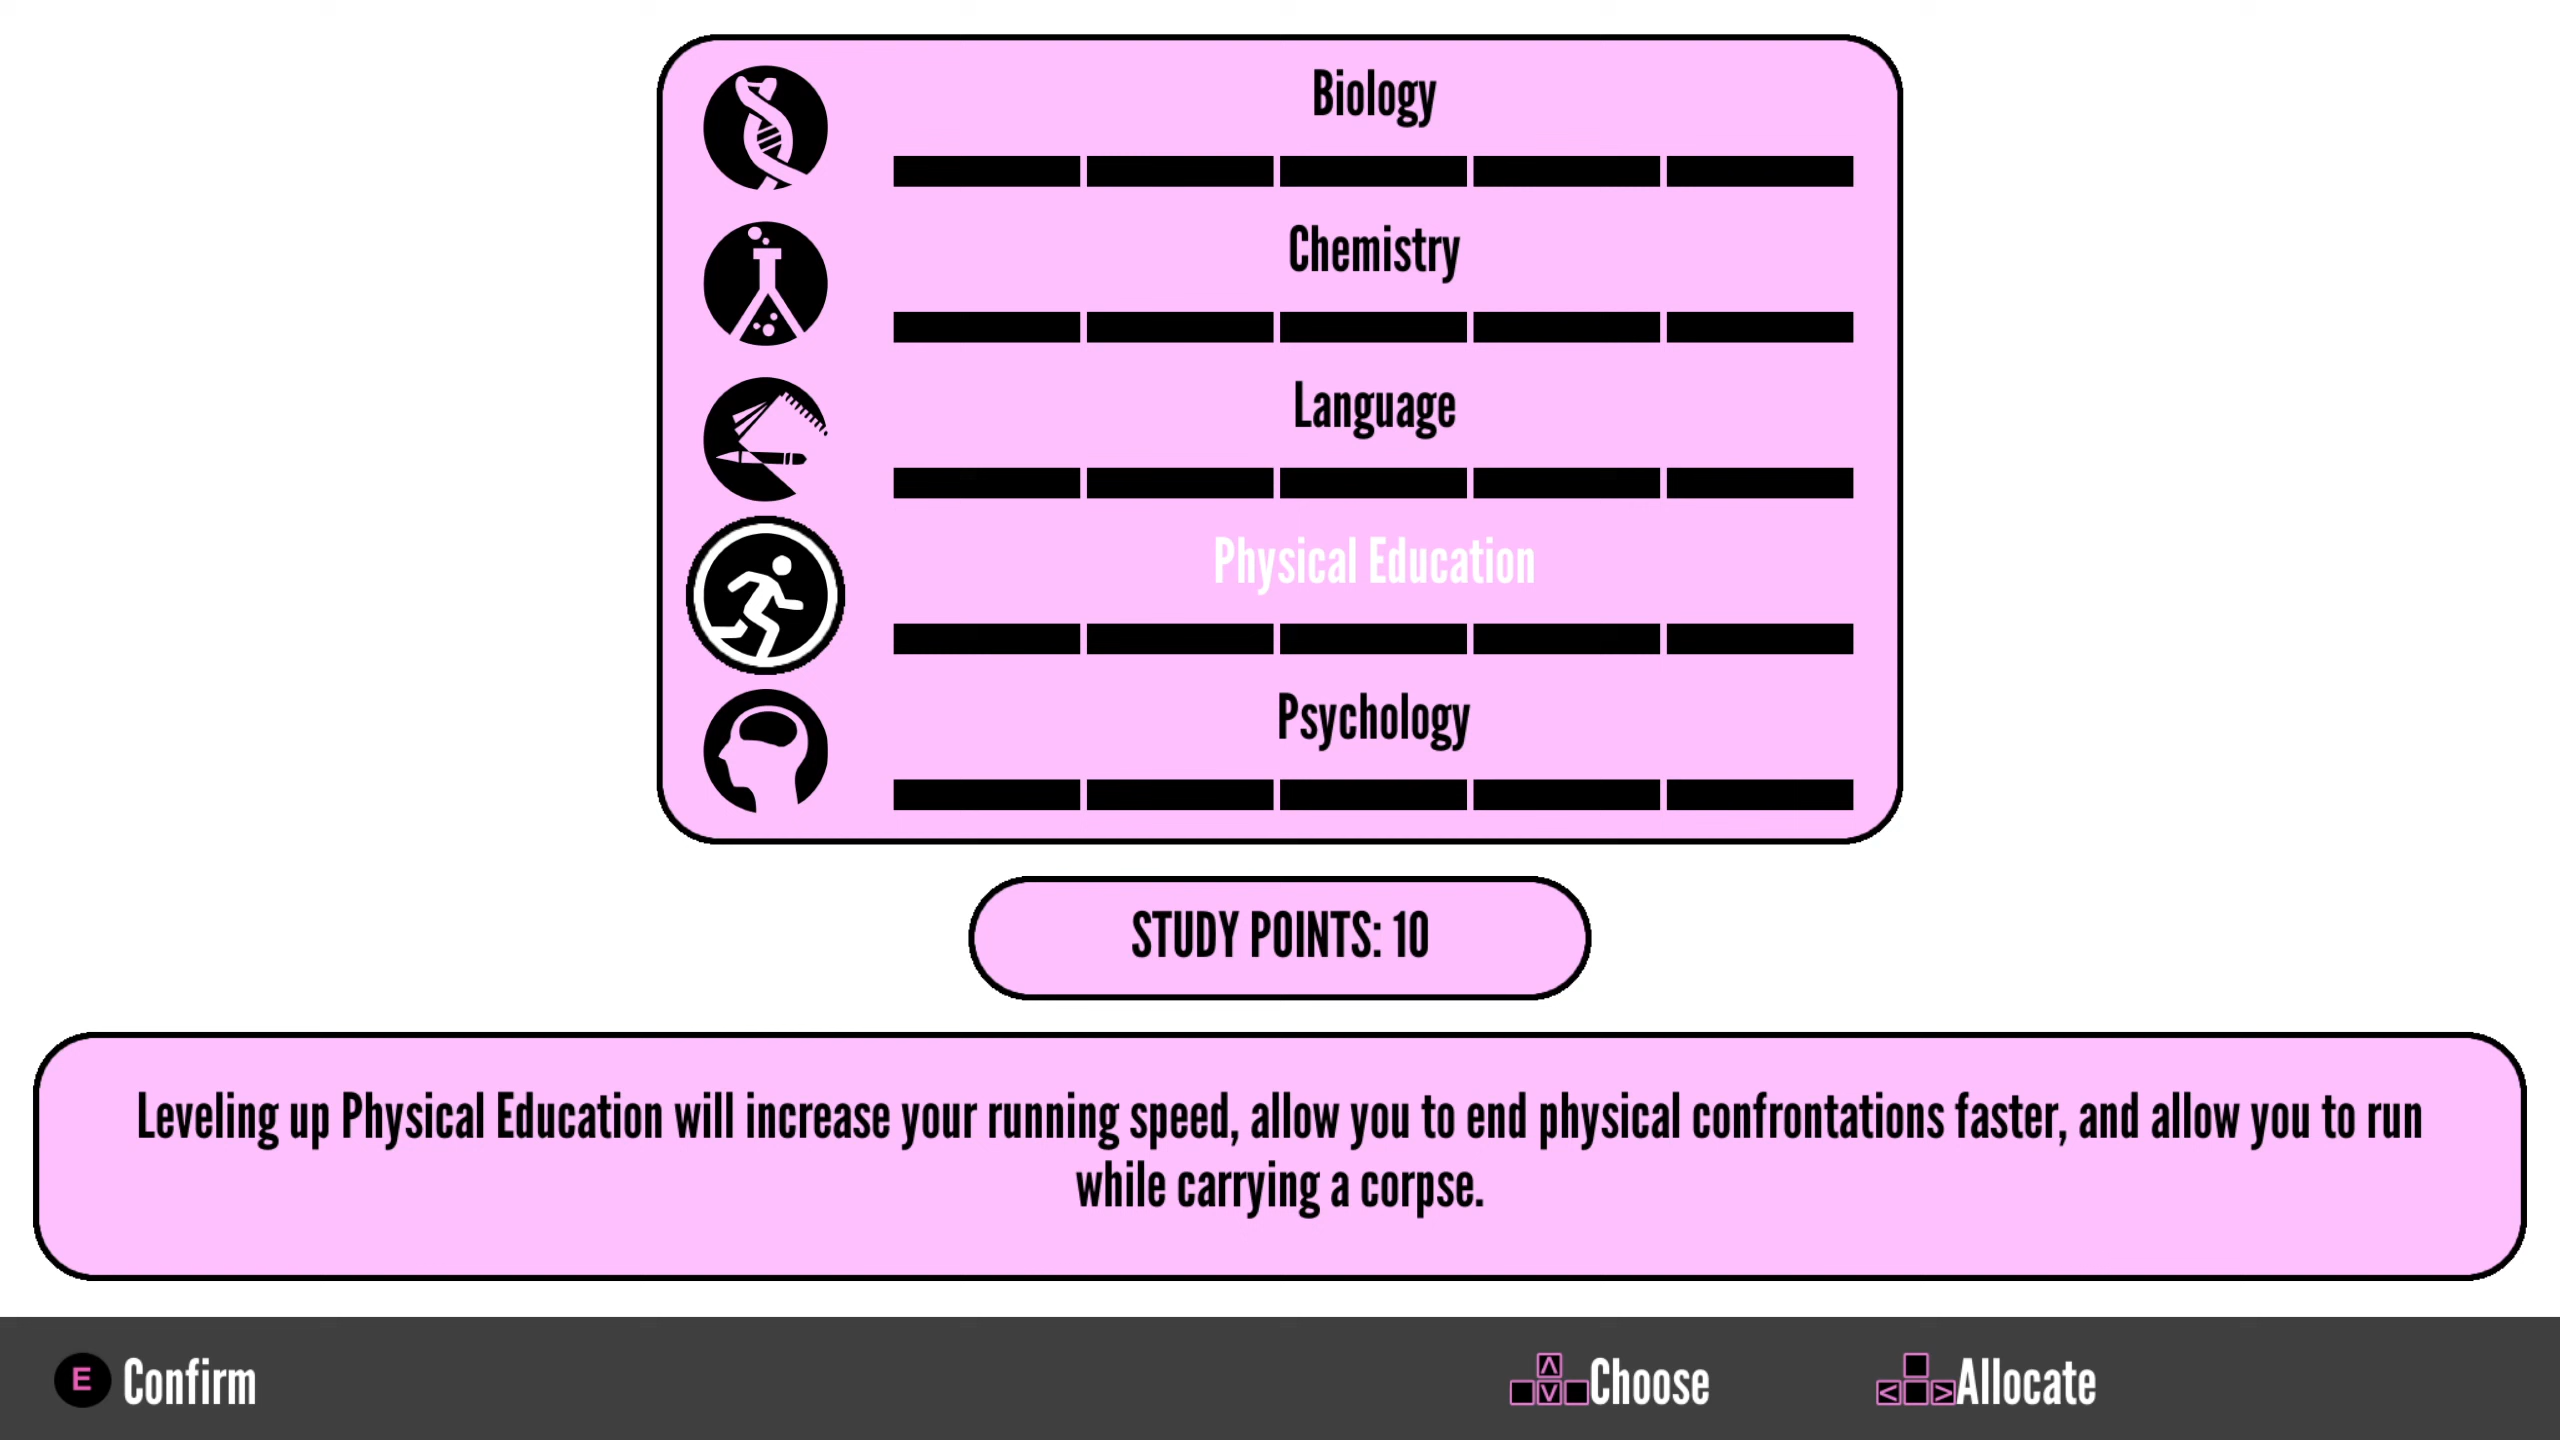 Biology
Chemistry
Language
Physical Education
Psychology
STUDY POINTS: 10
Leveling up Physical Education will increase your running speed, allow you to end physical confrontations faster, and allow you to run
while carrying a corpse.
E Confirm
Choose
Allocate